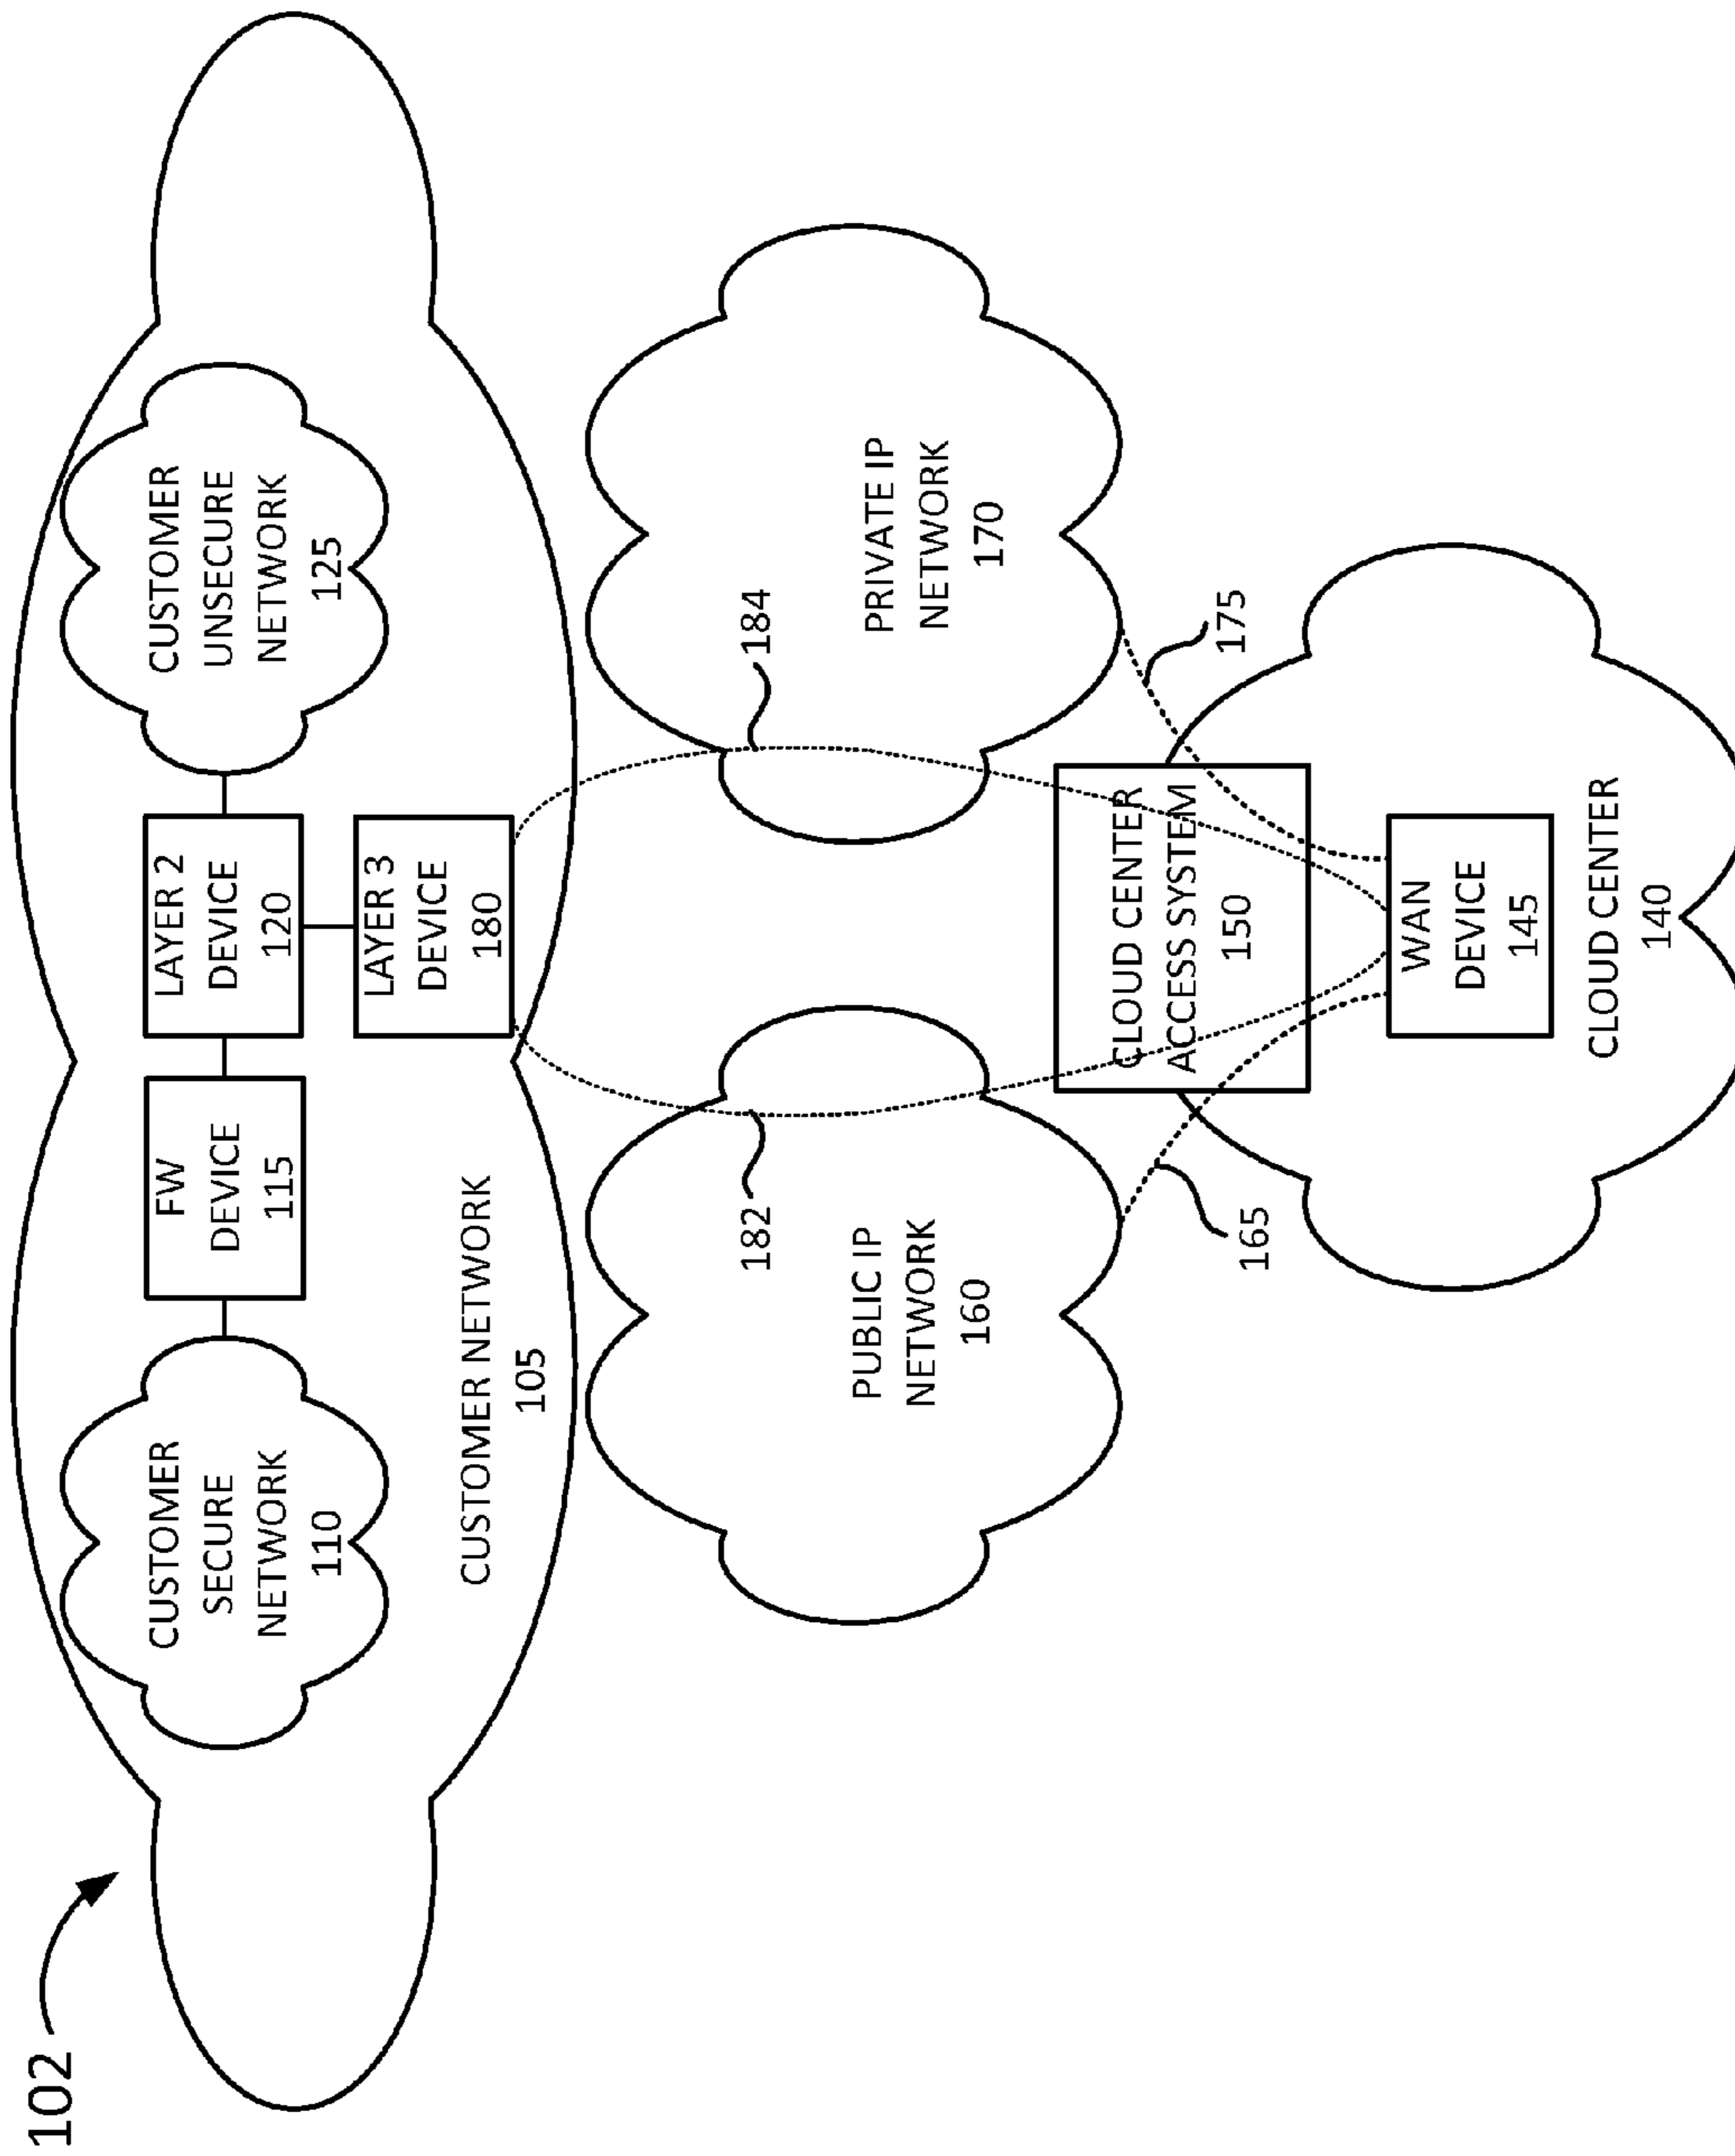 102
CUSTOMER
SECURE
NETWORK
110
FW
DEVICE
115
LAYER 2
DEVICE
120
CUSTOMER
UNSECURE
NETWORK
125
LAYER 3
DEVICE
180
CUSTOMER NETWORK
105
182
184
PUBLIC IP
NETWORK
160
PRIVATE IP
NETWORK
170
165
CLOUD CENTER
ACCESS SYSTEM
150
175
WAN
DEVICE
145
CLOUD CENTER
140